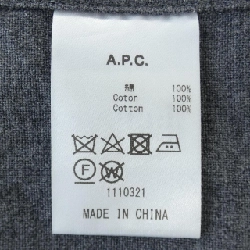 A.P.C.
綿 100%
Coton 100%
Cotton 100%
F W
1110321
MADE IN CHINA